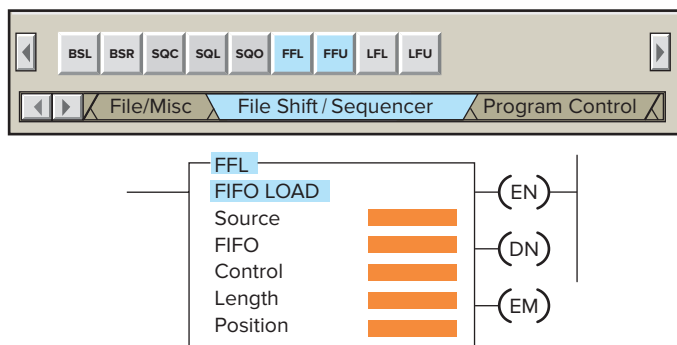 BSL BSR SQC SQL SQO FFL FFU LFL LFU
File/Misc File Shift/Sequencer Program Control
FFL
FIFO LOAD
EN
Source
FIFO
DN
Control
Length
EM
Position